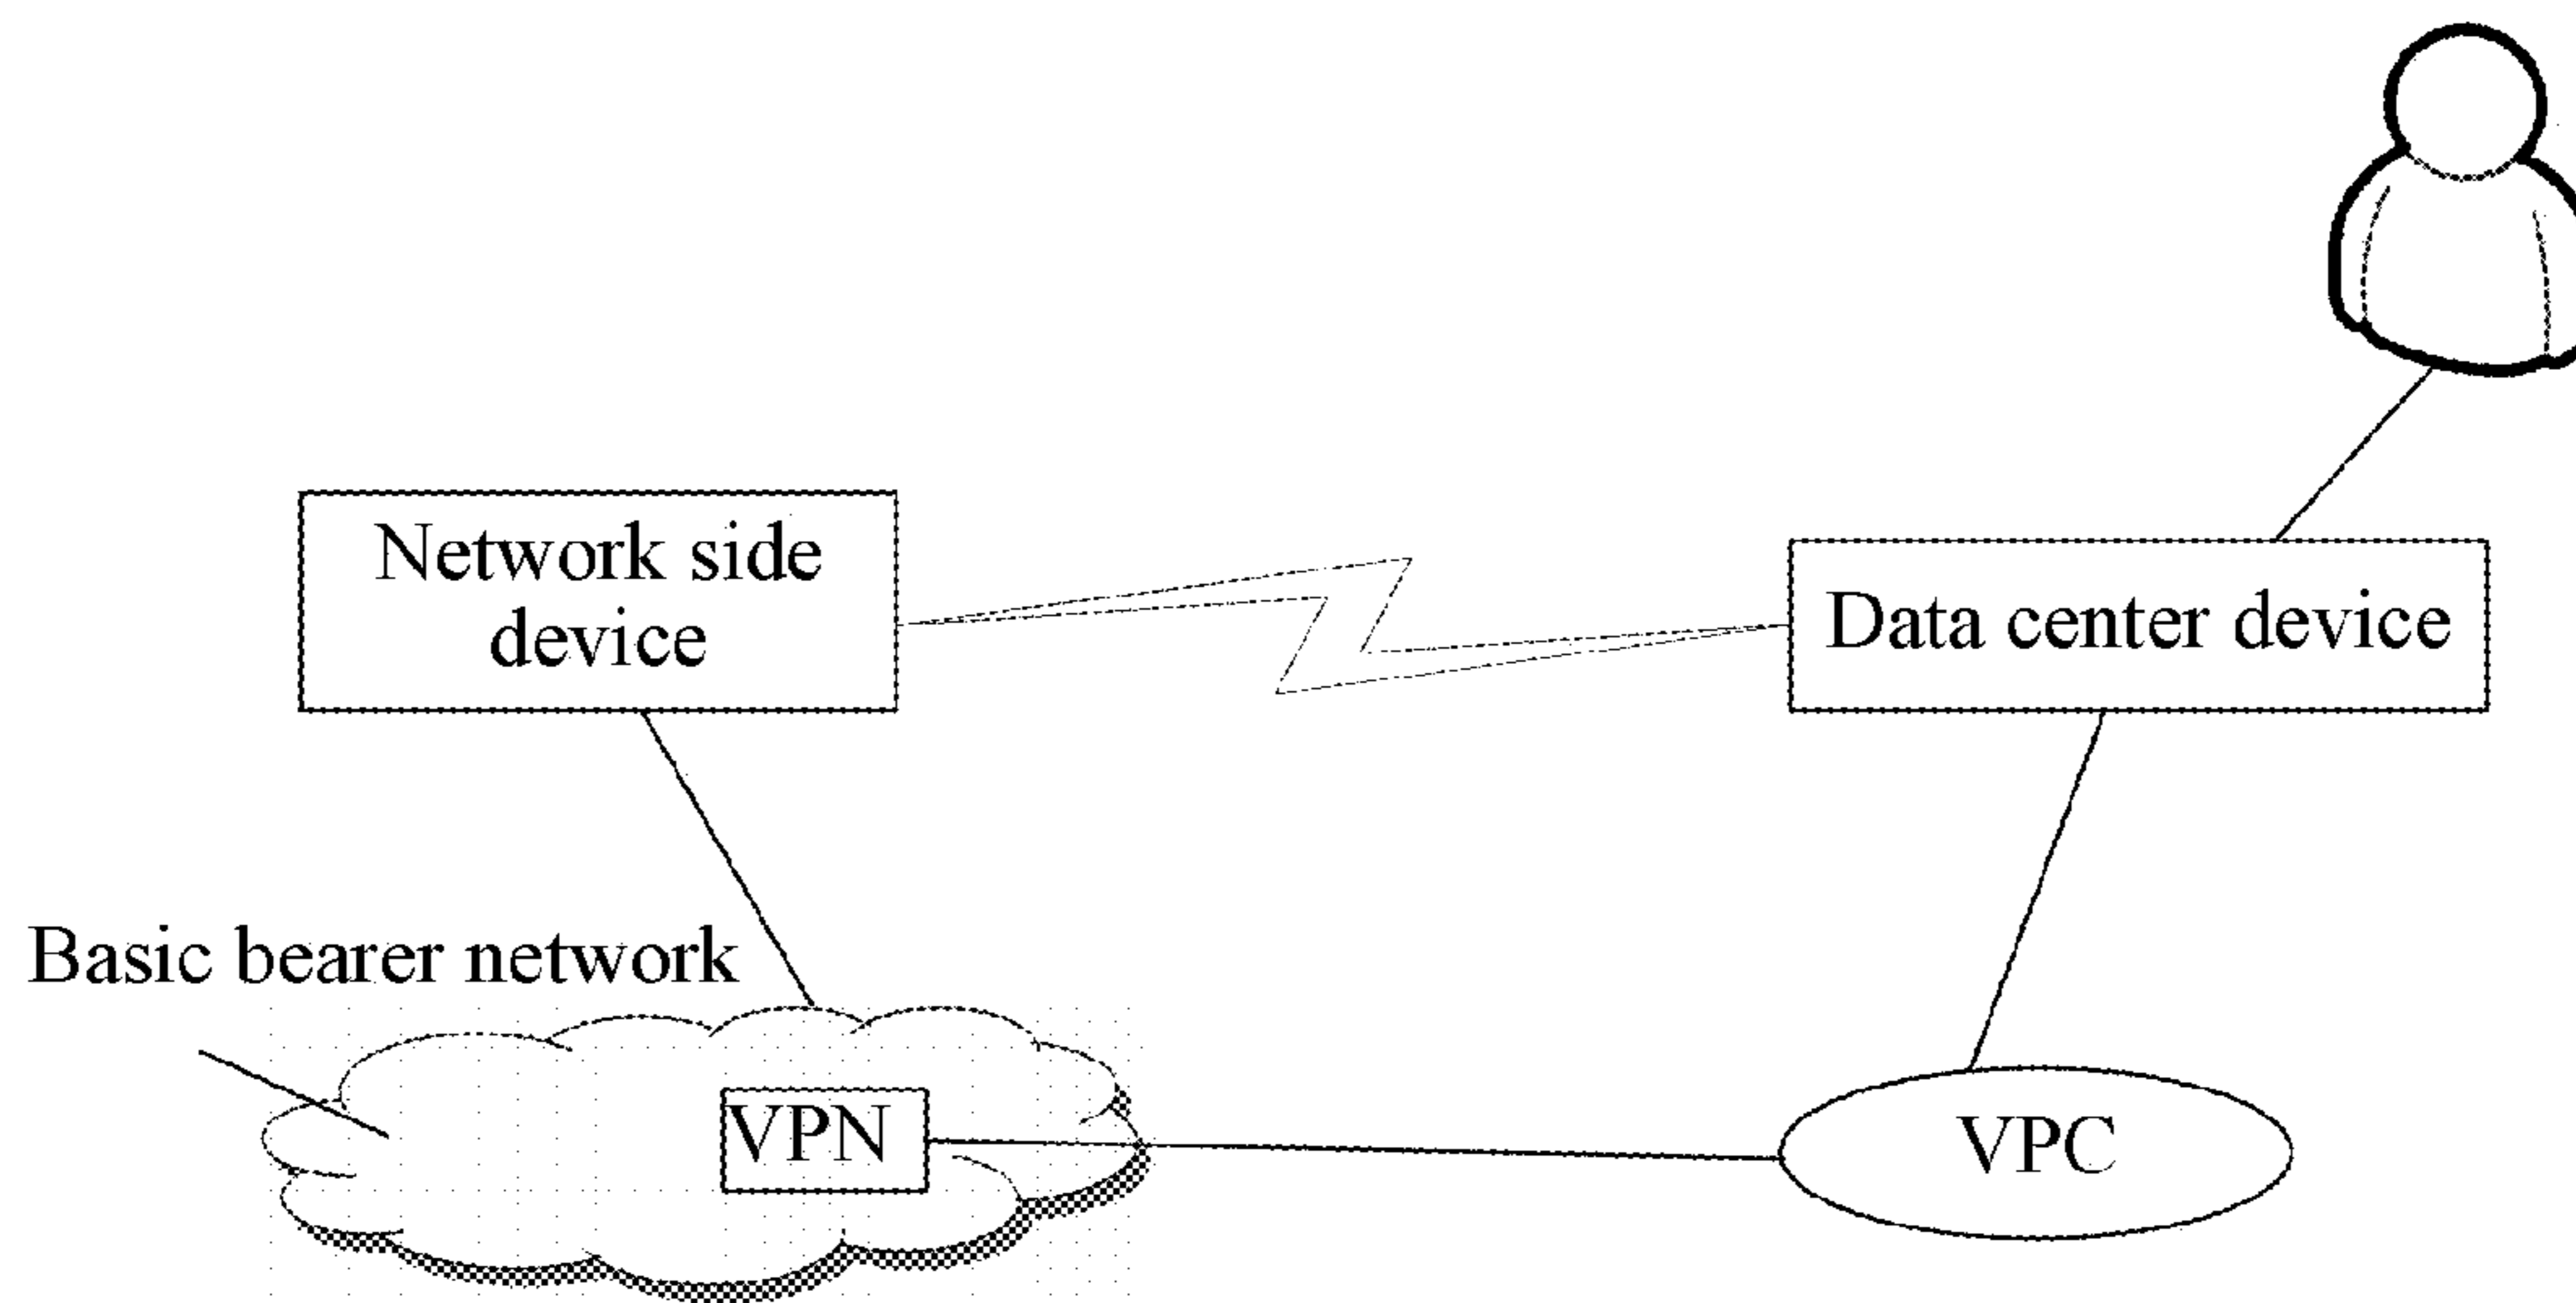 Network side
device
Data center device
Basic bearer network
VPN
VPC